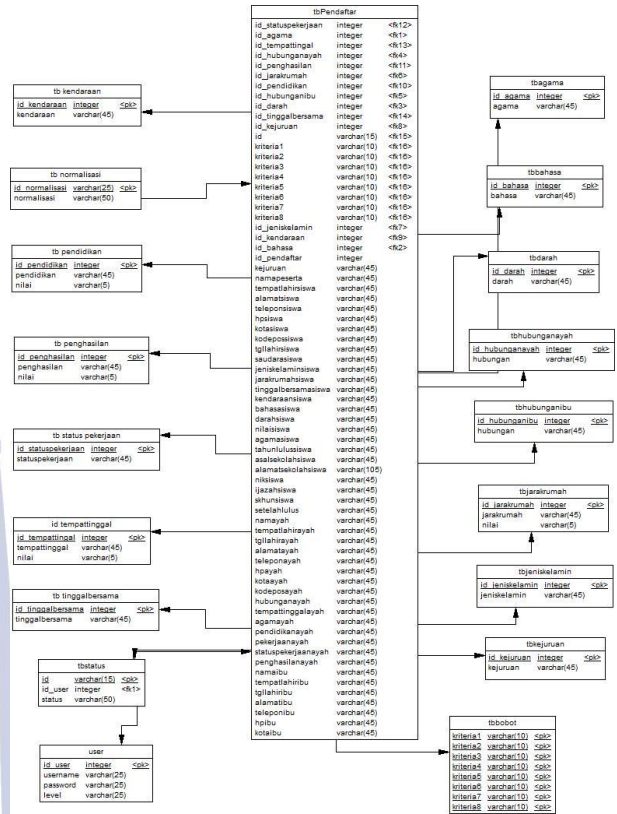 tbPendaftar
id_statuspekerjaan integer <fk12>
id_agama integer <fk1>
id_tempattingal integer <fk13>
id_hubunganayah integer <fk4>
id_penghasilan integer <fk11>
id_jarakrumah integer <fk6>
id_pendidikan integer <fk10>
id_hubunganibu integer <fk5>
id_darah integer <fk3>
id_tinggalbersama integer <fk14>
id_kejuruan integer <fk8>
id varchar(15) <fk15>
kriteria1 varchar(10) <fk16>
kriteria2 varchar(10) <fk16>
kriteria3 varchar(10) <fk16>
kriteria4 varchar(10) <fk16>
kriteria5 varchar(10) <fk16>
kriteria6 varchar(10) <fk16>
kriteria7 varchar(10) <fk16>
kriteria8 varchar(10) <fk16>
id_jeniskelamin integer <fk7>
id_kendaraan integer <fk9>
id_bahasa integer <fk2>
id_pendaftar integer
kejuruan varchar(45)
namapeserta varchar(45)
tempatlahirsiswa varchar(45)
alamatsiswa varchar(45)
teleponsiswa varchar(45)
hpsiswa varchar(45)
kotasiswa varchar(45)
kodepossiswa varchar(45)
tgllahirsiswa varchar(45)
saudarasiswa varchar(45)
jeniskelaminsiswa varchar(45)
jarakrumahsiswa varchar(45)
tinggalbersamasiswa varchar(45)
kendaraansiswa varchar(45)
bahasasiswa varchar(45)
darahsiswa varchar(45)
nilaisiswa varchar(45)
agamasiswa varchar(45)
tahunlulussiswa varchar(45)
asalsekolahsiswa varchar(45)
alamatsekolahsiswa varchar(105)
niksiswa varchar(45)
ijazahsiswa varchar(45)
skhunsiswa varchar(45)
setelahlulus varchar(45)
namayah varchar(45)
tempatlahirayah varchar(45)
tgllahirayah varchar(45)
alamatayah varchar(45)
teleponayah varchar(45)
hpayah varchar(45)
kotaayah varchar(45)
kodeposayah varchar(45)
hubunganayah varchar(45)
tempattinggalayah varchar(45)
agamayah varchar(45)
pendidikanayah varchar(45)
pekerjaanayah varchar(45)
statuspekerjaanayah varchar(45)
penghasilanayah varchar(45)
namaibu varchar(45)
tempatlahiribu varchar(45)
tgllahiribu varchar(45)
alamatibu varchar(45)
teleponibu varchar(45)
hpibu varchar(45)
kotaibu varchar(45)
tb kendaraan
id_kendaraan integer <pk>
kendaraan varchar(45)
tb normalisasi
id_normalisasi varchar(25) <pk>
normalisasi varchar(50)
tb pendidikan
id_pendidikan integer <pk>
pendidikan varchar(45)
nilai varchar(5)
tb penghasilan
id_penghasilan integer <pk>
penghasilan varchar(45)
nilai varchar(5)
tb status pekerjaan
id_statuspekerjaan integer <pk>
statuspekerjaan varchar(45)
id tempattinggal
id_tempattingal integer <pk>
tempattinggal varchar(45)
nilai varchar(5)
tb tinggalbersama
id_tinggalbersama integer <pk>
tinggalbersama varchar(45)
tbstatus
id varchar(15) <pk>
id_user integer <fk1>
status varchar(50)
user
id_user integer <pk>
username varchar(25)
password varchar(25)
level varchar(25)
tbagama
id_agama integer <pk>
agama varchar(45)
tbbahasa
id_bahasa integer <pk>
bahasa varchar(45)
tbdarah
id_darah integer <pk>
darah varchar(45)
tbhubunganayah
id_hubunganayah integer <pk>
hubungan varchar(45)
tbhubunganibu
id_hubunganibu integer <pk>
hubungan varchar(45)
tbjarakrumah
id_jarakrumah integer <pk>
jarakrumah varchar(45)
nilai varchar(5)
tbjeniskelamin
id_jeniskelamin integer <pk>
jeniskelamin varchar(45)
tbkejuruan
id_kejuruan integer <pk>
kejuruan varchar(45)
tbbobot
kriteria1 varchar(10) <pk>
kriteria2 varchar(10) <pk>
kriteria3 varchar(10) <pk>
kriteria4 varchar(10) <pk>
kriteria5 varchar(10) <pk>
kriteria6 varchar(10) <pk>
kriteria7 varchar(10) <pk>
kriteria8 varchar(10) <pk>